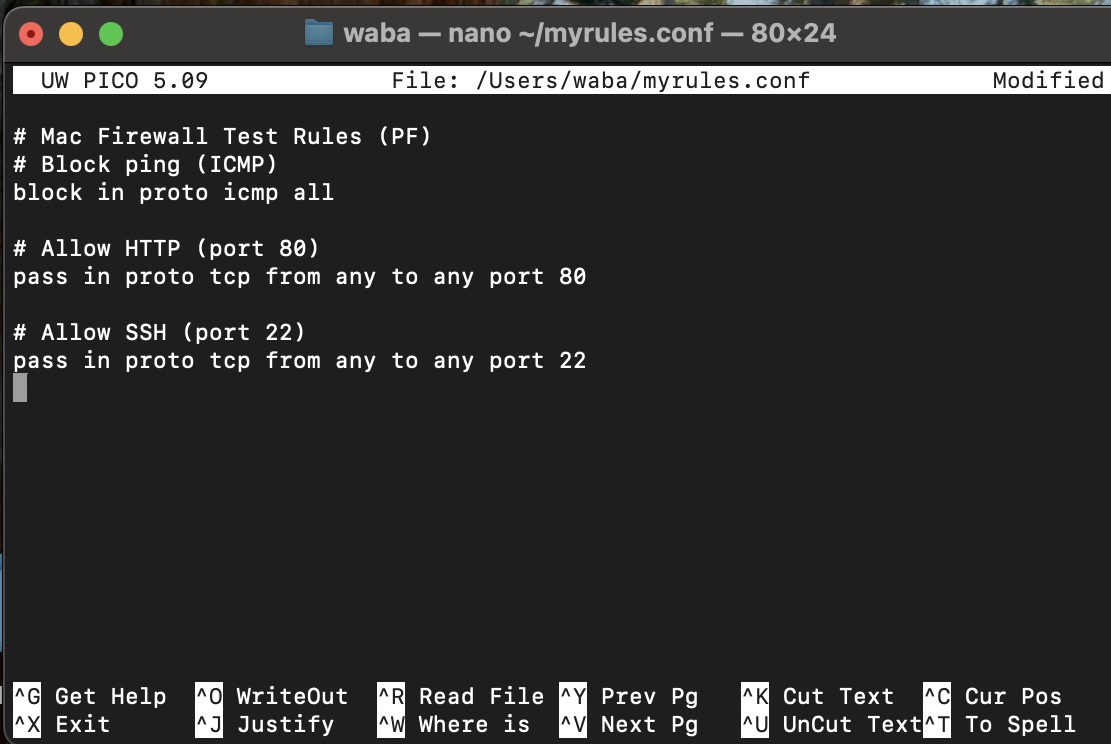 waba — nano ~/myrules.conf — 80×24
UW PICO 5.09 File: /Users/waba/myrules.conf Modified
# Mac Firewall Test Rules (PF)
# Block ping (ICMP)
block in proto icmp all
# Allow HTTP (port 80)
pass in proto tcp from any to any port 80
# Allow SSH (port 22)
pass in proto tcp from any to any port 22
^G Get Help ^O WriteOut ^R Read File ^Y Prev Pg ^K Cut Text ^C Cur Pos
^X Exit ^J Justify ^W Where is ^V Next Pg ^U UnCut Text ^T To Spell